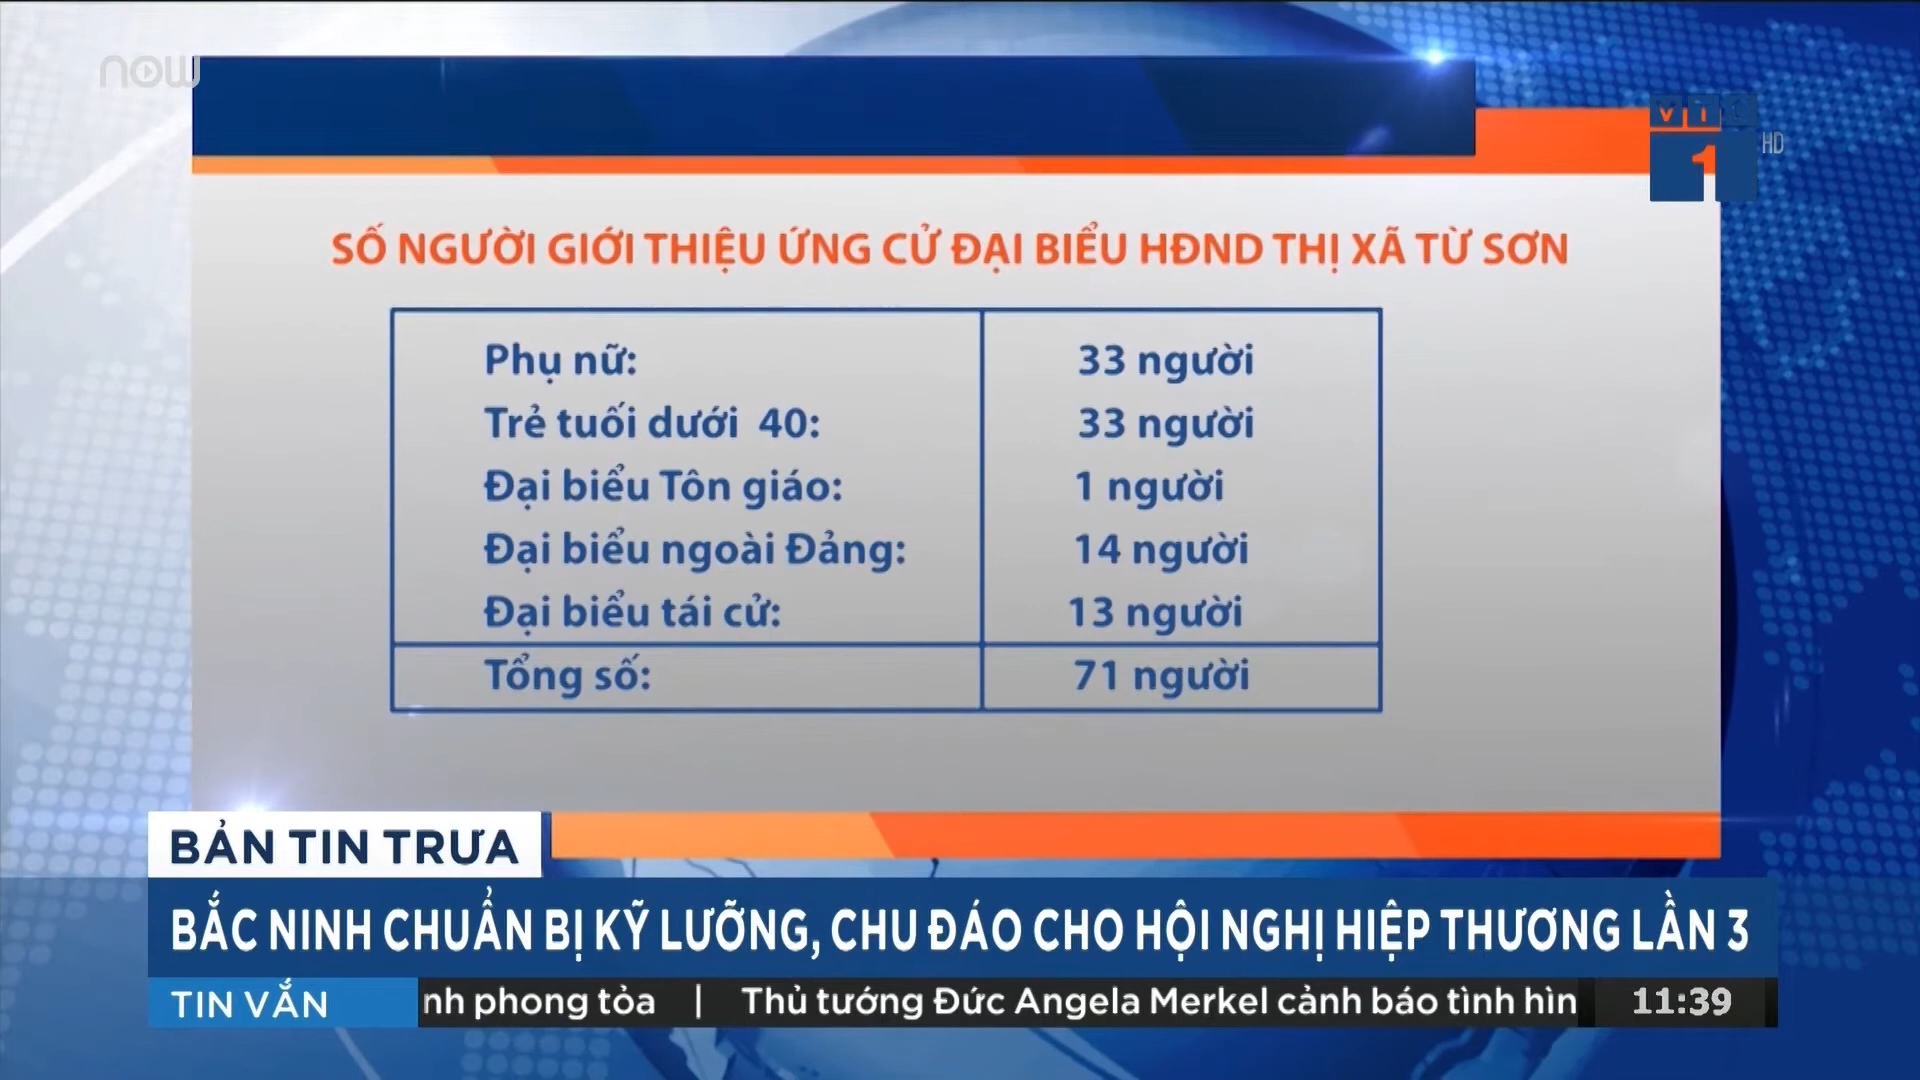 now
VTC
1
HD
SỐ NGƯỜI GIỚI THIỆU ỨNG CỬ ĐẠI BIỂU HĐND THỊ XÃ TỪ SƠN
Phụ nữ: 33 người
Trẻ tuổi dưới 40: 33 người
Đại biểu Tôn giáo: 1 người
Đại biểu ngoài Đảng: 14 người
Đại biểu tái cử: 13 người
Tổng số: 71 người
BẢN TIN TRƯA
BẮC NINH CHUẨN BỊ KỸ LƯỠNG, CHU ĐÁO CHO HỘI NGHỊ HIỆP THƯƠNG LẦN 3
TIN VẮN nh phong tỏa | Thủ tướng Đức Angela Merkel cảnh báo tình hìn 11:39